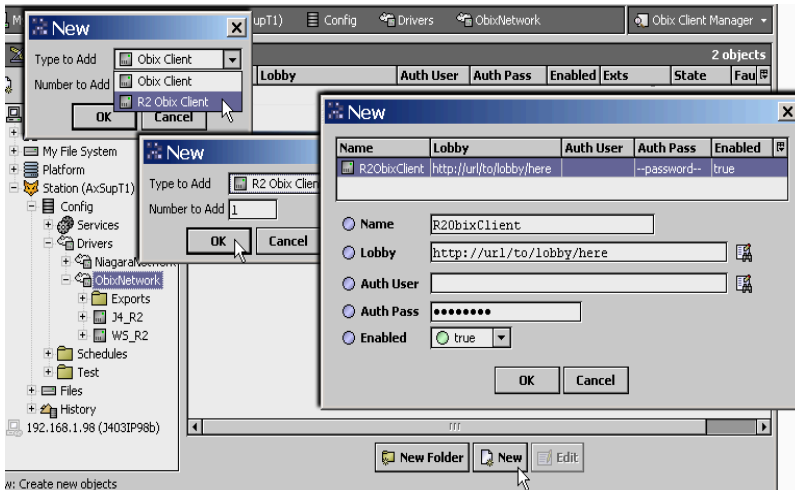 upT1) Config Drivers ObixNetwork Obix Client Manager
New
Type to Add Obix Client
Obix Client
R2 Obix Client
Number to Add
OK Cancel
2 objects
Lobby Auth User Auth Pass Enabled Exts State Fau
My File System
Platform
Station (AxSupT1)
Config
Services
Drivers
ObixNetwork
Exports
J4_R2
WS_R2
Schedules
Test
Files
History
192.168.1.98 (J403IP98b)
New
Type to Add R2 Obix Clien
Number to Add 1
OK Cancel
New
Name Lobby Auth User Auth Pass Enabled
R2ObixClient http://url/to/lobby/here --password-- true
Name R2ObixClient
Lobby http://url/to/lobby/here
Auth User
Auth Pass ••••••••
Enabled true
OK Cancel
New Folder New Edit
w: Create new objects